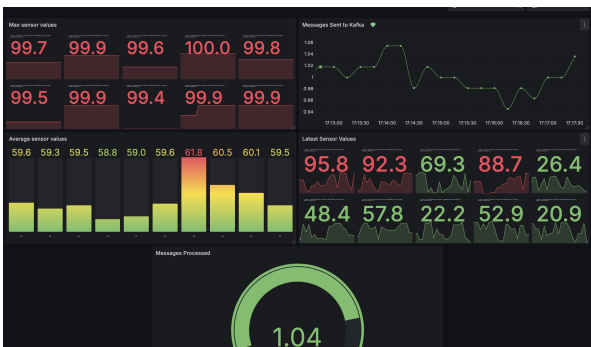 Max sensor values
99.7 99.9 99.6 100.0 99.8
99.5 99.9 99.4 99.9 99.9
Messages Sent to Kafka
1.06
1.04
1.02
1
0.98
0.96
0.94
17:13:00 17:13:30 17:14:00 17:14:30 17:15:00 17:15:30 17:16:00 17:16:30 17:17:00 17:17:30
Average sensor values
59.6 59.3 59.5 58.8 59.0 59.6 61.8 60.5 60.1 59.5
Latest Sensor Values
95.8 92.3 69.3 88.7 26.4
48.4 57.8 22.2 52.9 20.9
Messages Processed
1.04